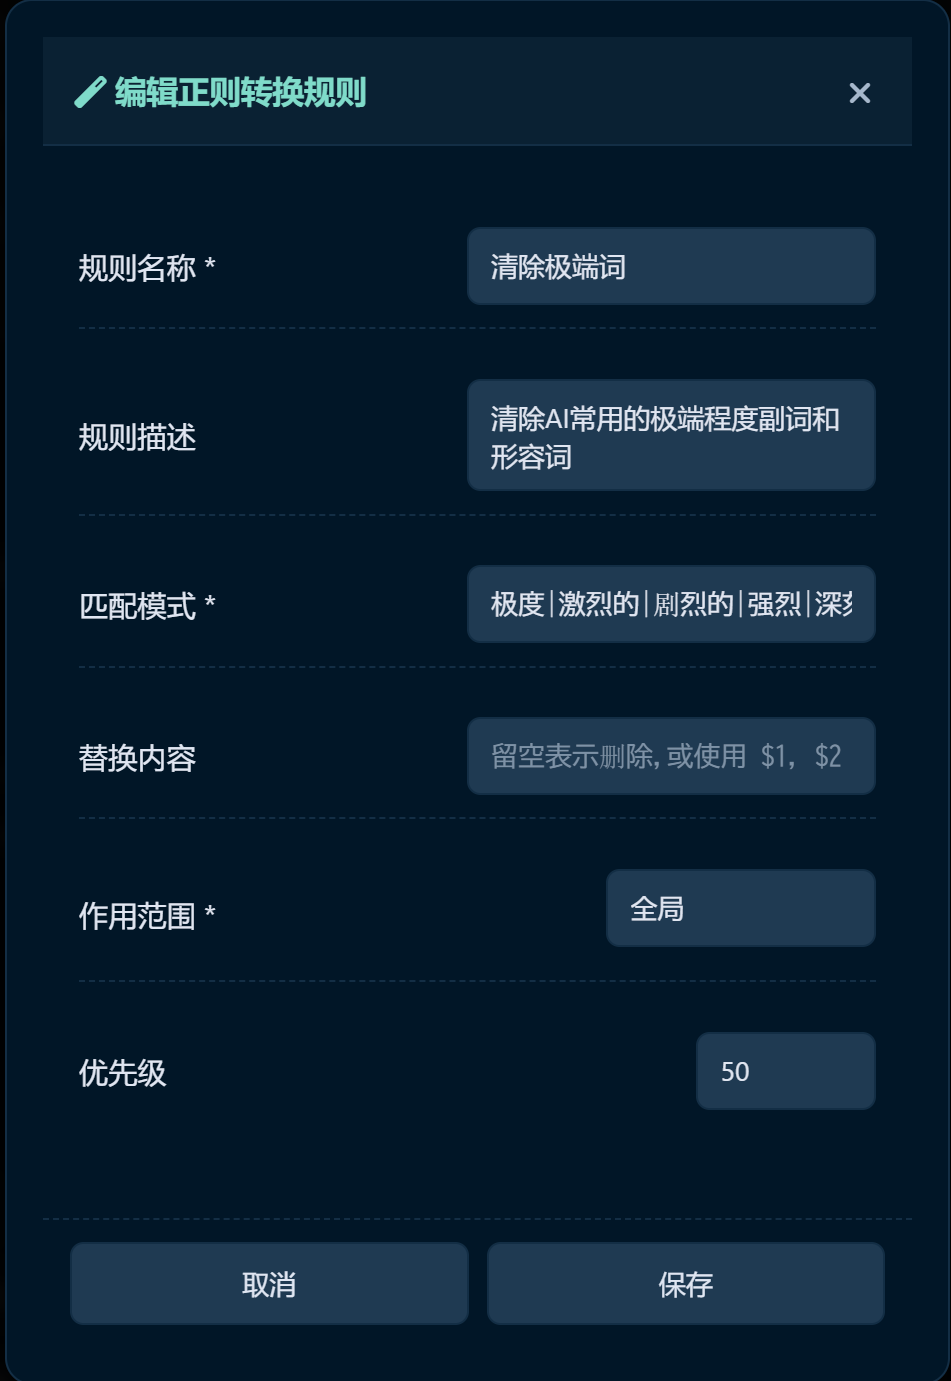 编辑正则转换规则
规则名称 *
清除极端词
规则描述
清除AI常用的极端程度副词和
形容词
匹配模式 *
极度|激烈的|剧烈的|强烈|深
替换内容
留空表示删除, 或使用 $1, $2
作用范围 *
全局
优先级
50
取消
保存